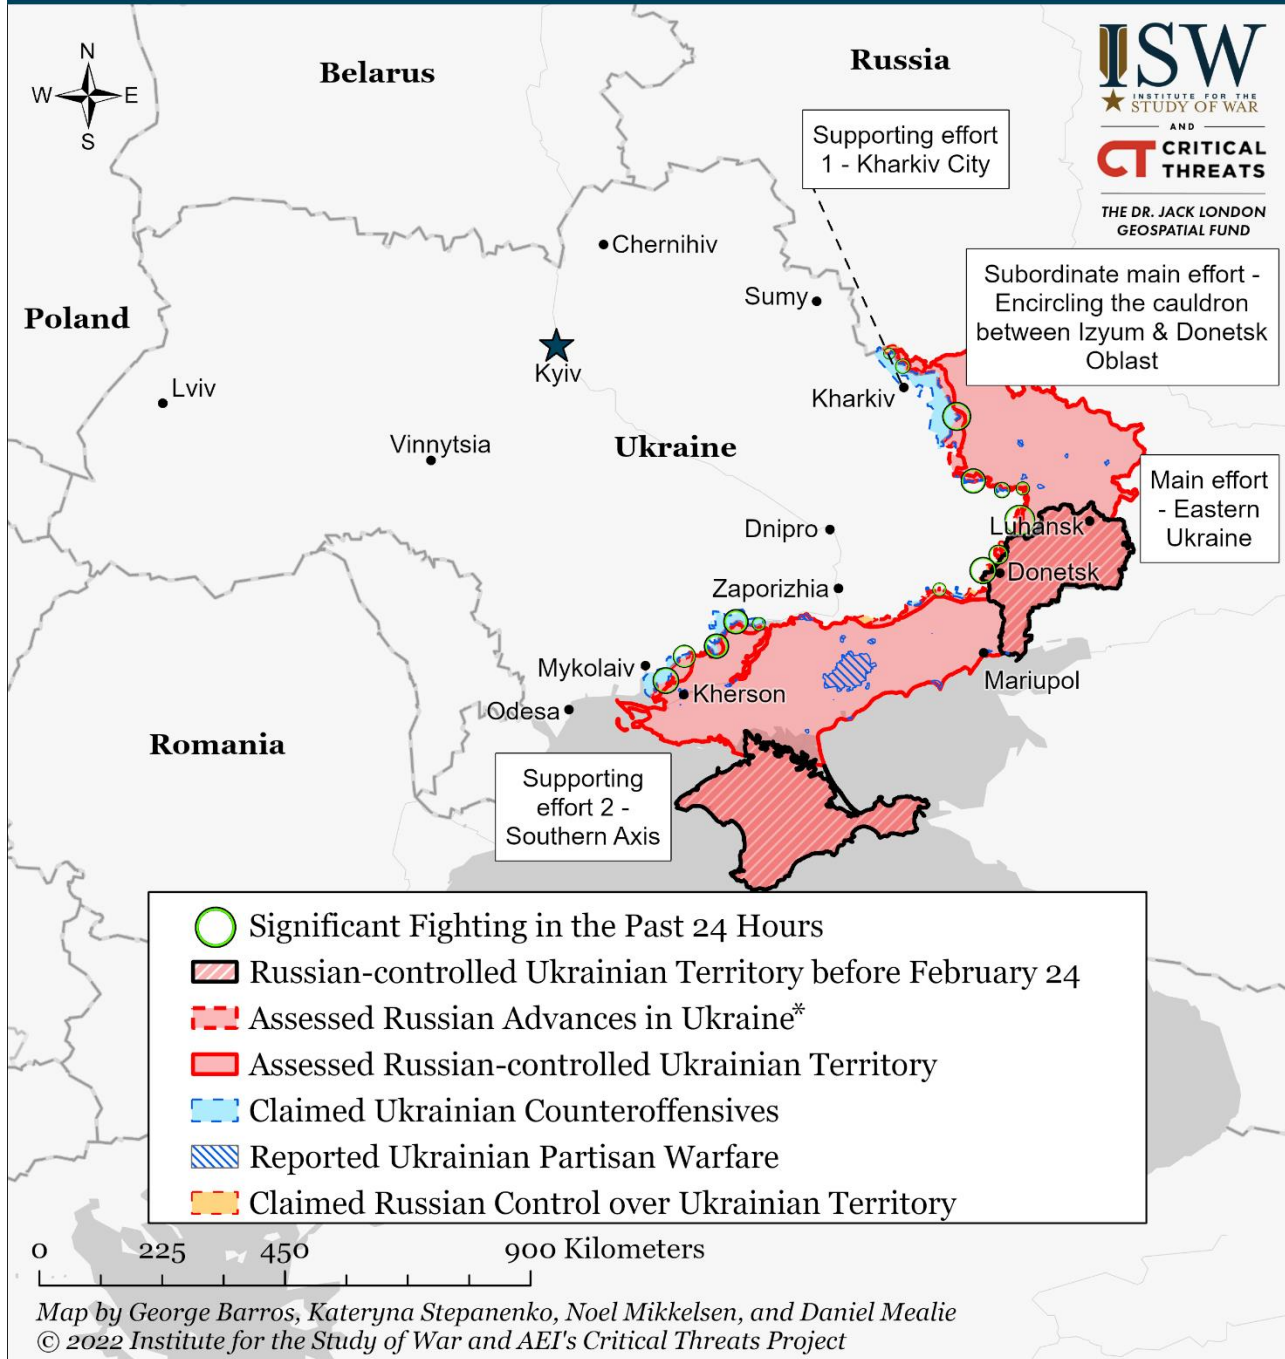 N
W
E
S
Belarus
Russia
ISW
INSTITUTE FOR THE
STUDY OF WAR
AND
CT CRITICAL
THREATS
THE DR. JACK LONDON
GEOSPATIAL FUND
Supporting effort
1 - Kharkiv City
Chernihiv
Sumy
Subordinate main effort -
Encircling the cauldron
between Izyum & Donetsk
Oblast
Poland
Kyiv
Lviv
Kharkiv
Vinnytsia
Ukraine
Main effort
- Eastern
Ukraine
Dnipro
Luhansk
Donetsk
Zaporizhia
Mykolaiv
Kherson
Mariupol
Odesa
Romania
Supporting
effort 2 -
Southern Axis
Significant Fighting in the Past 24 Hours
Russian-controlled Ukrainian Territory before February 24
Assessed Russian Advances in Ukraine*
Assessed Russian-controlled Ukrainian Territory
Claimed Ukrainian Counteroffensives
Reported Ukrainian Partisan Warfare
Claimed Russian Control over Ukrainian Territory
0 225 450 900 Kilometers
Map by George Barros, Kateryna Stepanenko, Noel Mikkelsen, and Daniel Mealie
© 2022 Institute for the Study of War and AEI's Critical Threats Project